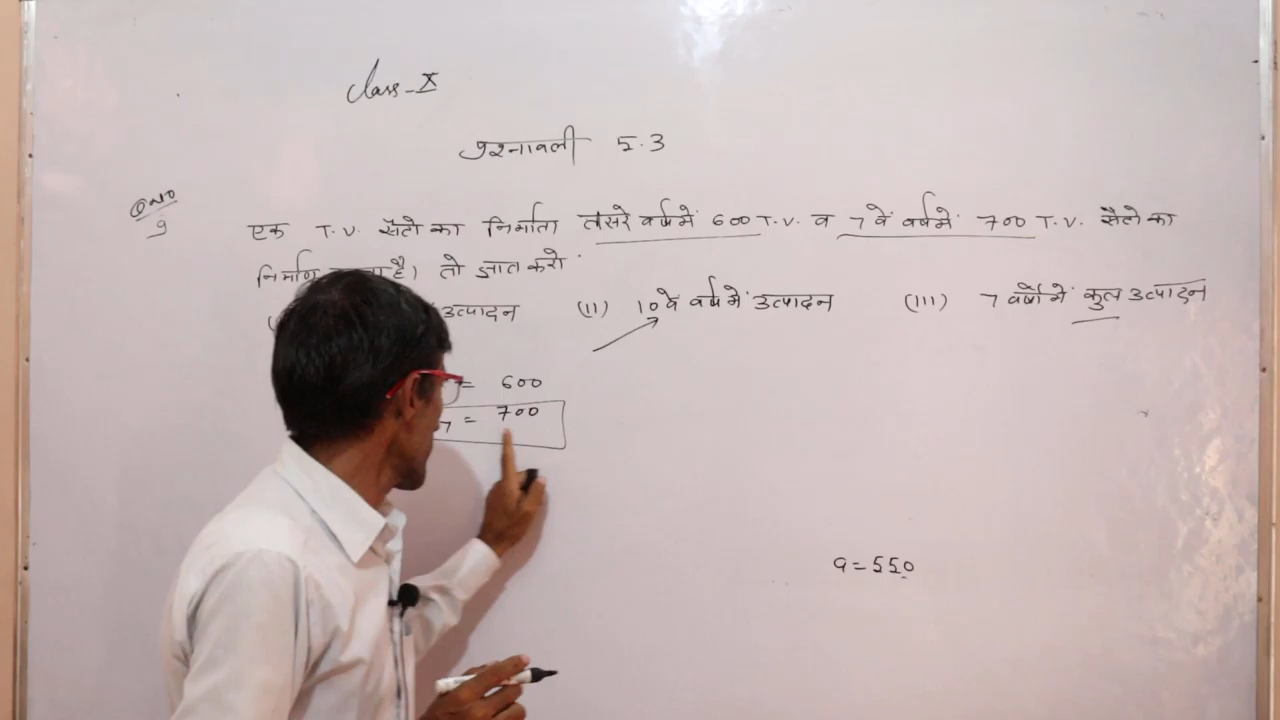 Class-X
प्रश्नावली 5.3
Q.No
9
एक T.V. सैटो का निर्माता तीसरे वर्ष में 600 T.V. व 7 वें वर्ष में 700 T.V. सैटो का
निर्माण है। तो ज्ञात करो
उत्पादन (II) 10 वे वर्ष में उत्पादन (III) 7 वर्षों में कुल उत्पादन
= 600
7 = 700
a = 550